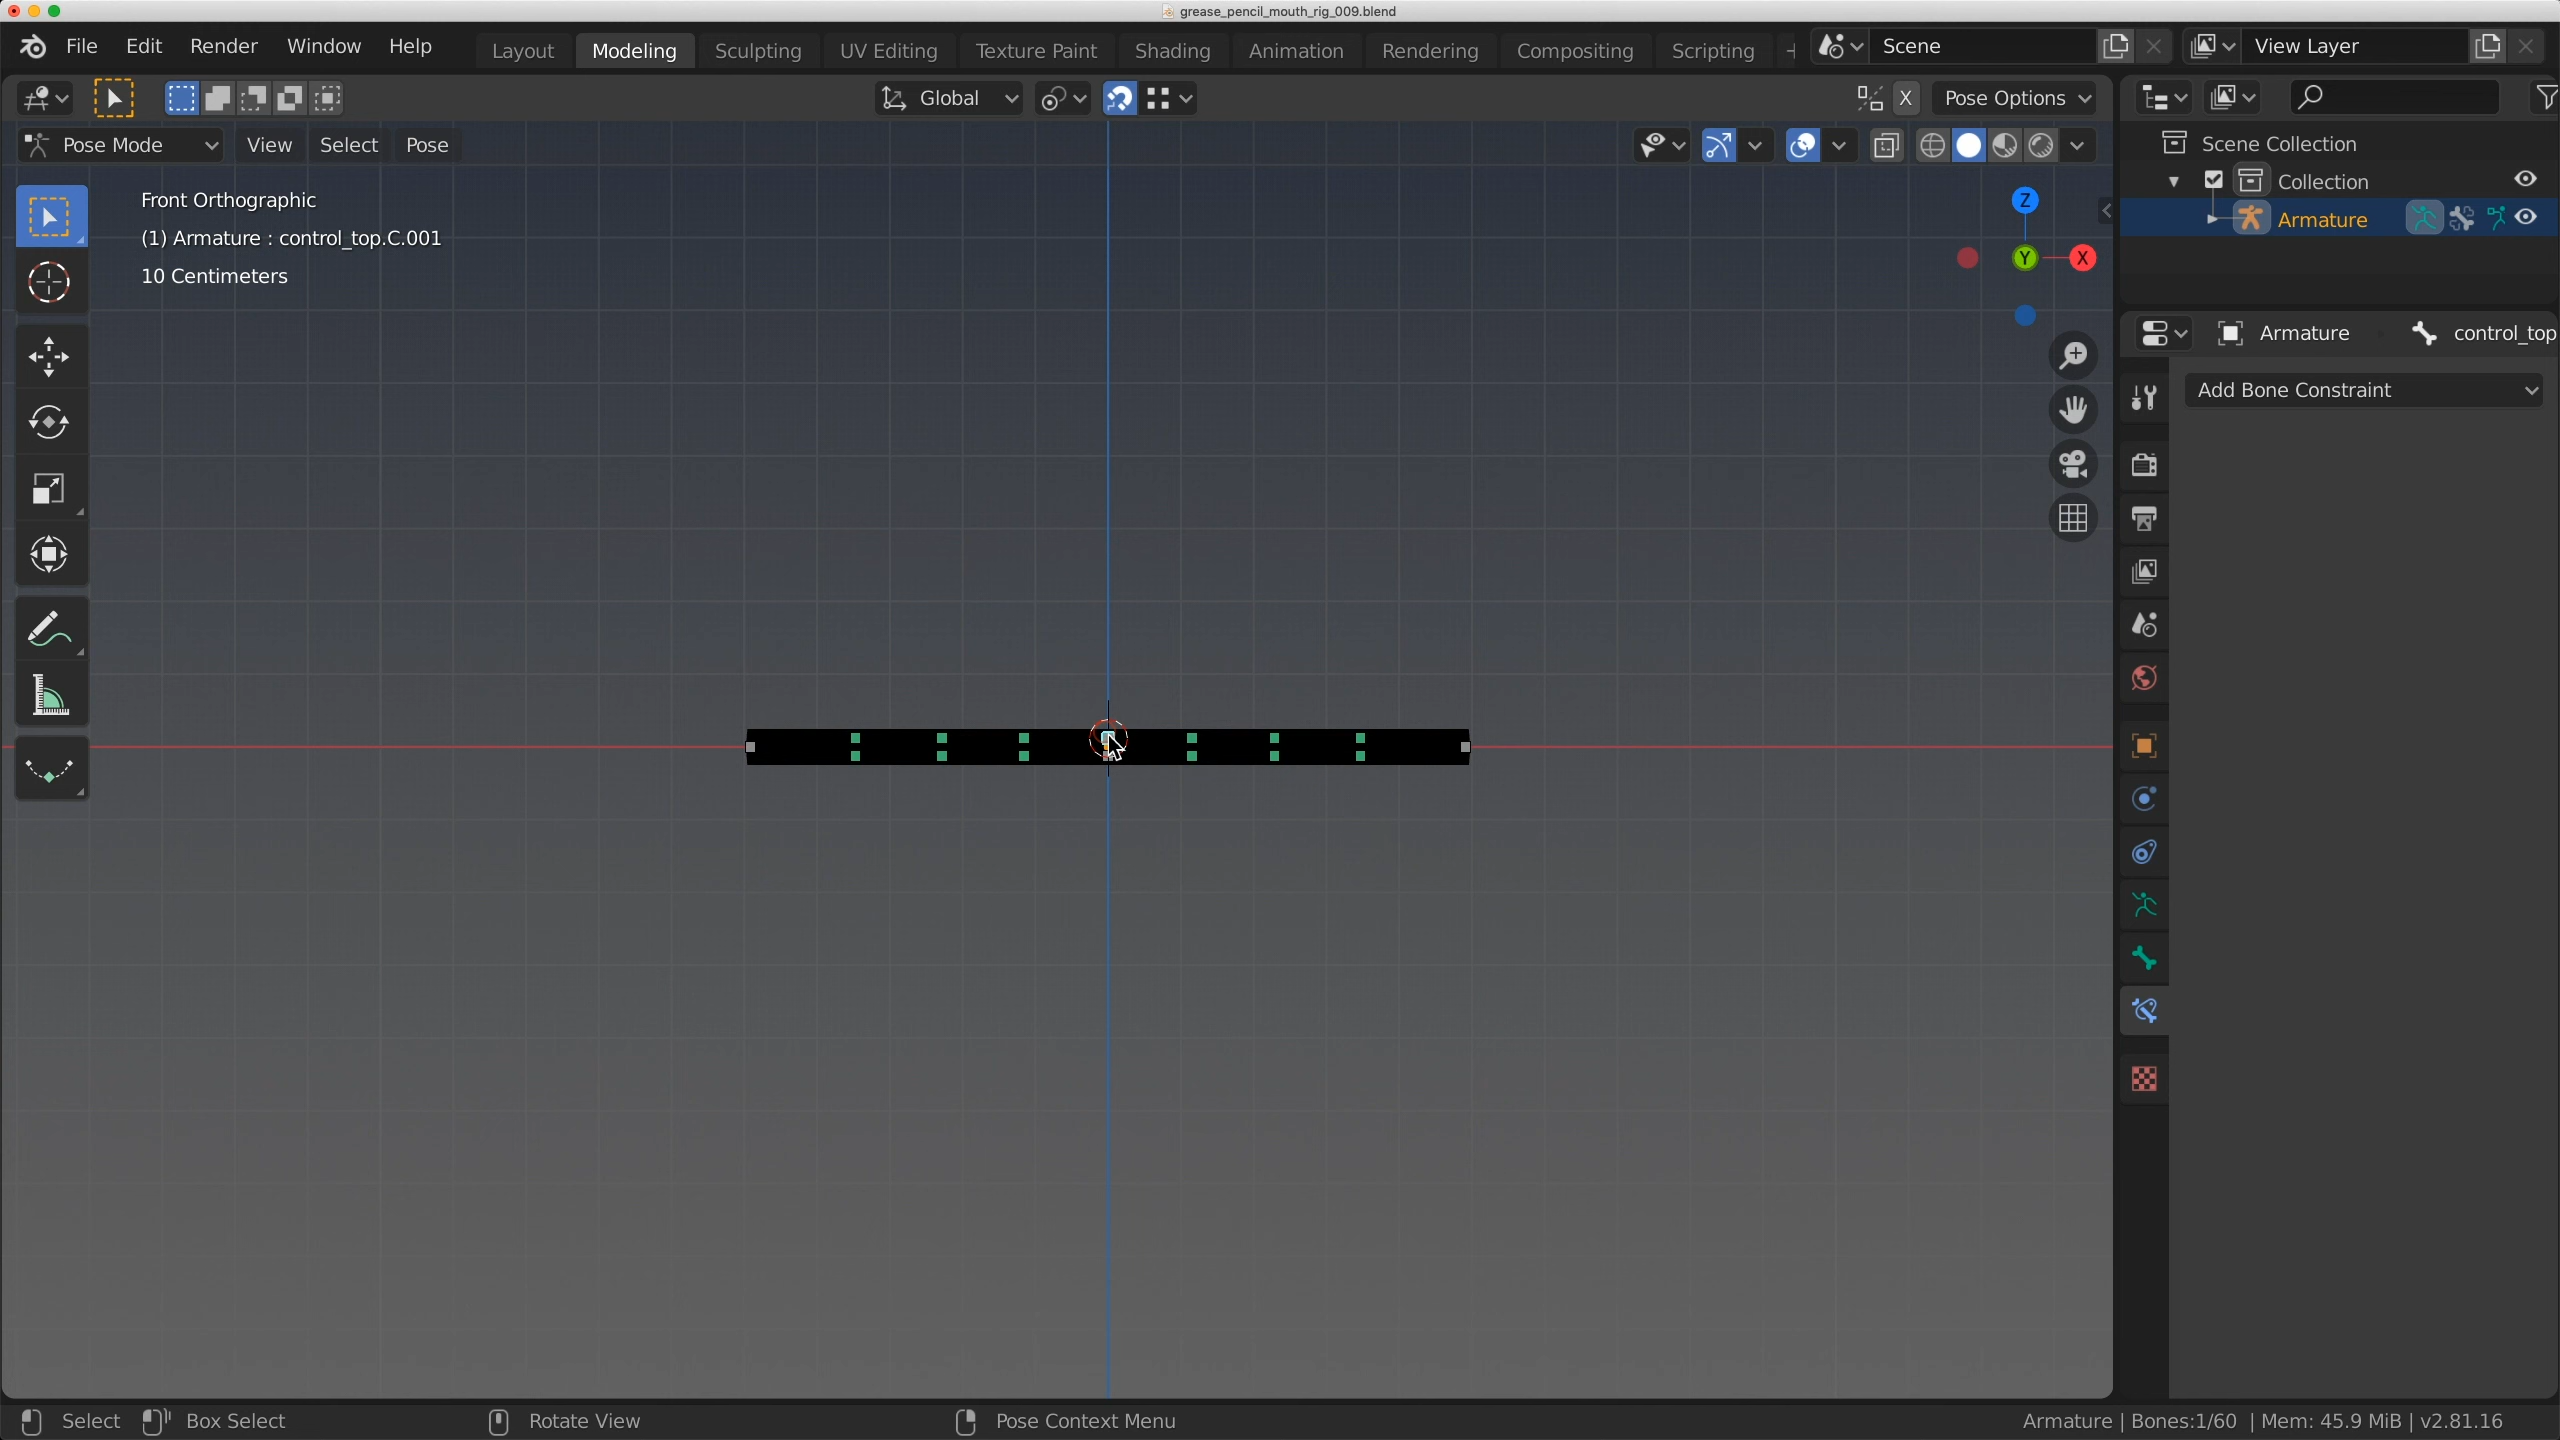 grease_pencil_mouth_rig_009.blend
File Edit Render Window Help Layout Modeling Sculpting UV Editing Texture Paint Shading Animation Rendering Compositing Scripting Scene View Layer
Global X Pose Options
Pose Mode View Select Pose
Scene Collection
Collection
Armature
Front Orthographic
(1) Armature : control_top.C.001
10 Centimeters
Z
Y X
Armature control_top
Add Bone Constraint
Select Box Select Rotate View Pose Context Menu Armature | Bones:1/60 | Mem: 45.9 MiB | v2.81.16